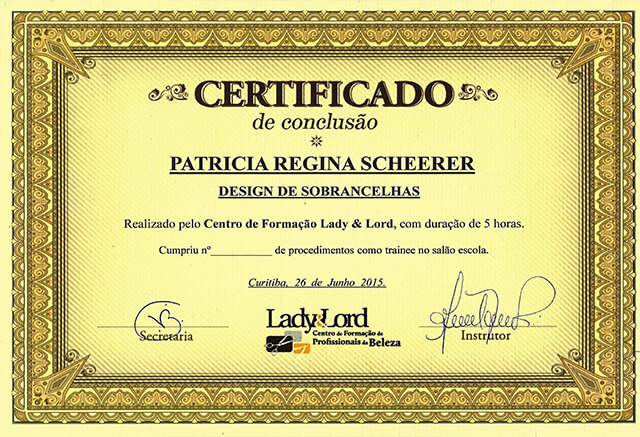 CERTIFICADO
de conclusão
PATRICIA REGINA SCHEERER
DESIGN DE SOBRANCELHAS
Realizado pelo Centro de Formação Lady & Lord, com duração de 5 horas.
Cumpriu nº___________ de procedimentos como trainee no salão escola.
Curitiba, 26 de Junho 2015.
Secretaria
Lady&Lord
Centro de Formação de
Profissionais da Beleza
Instrutor